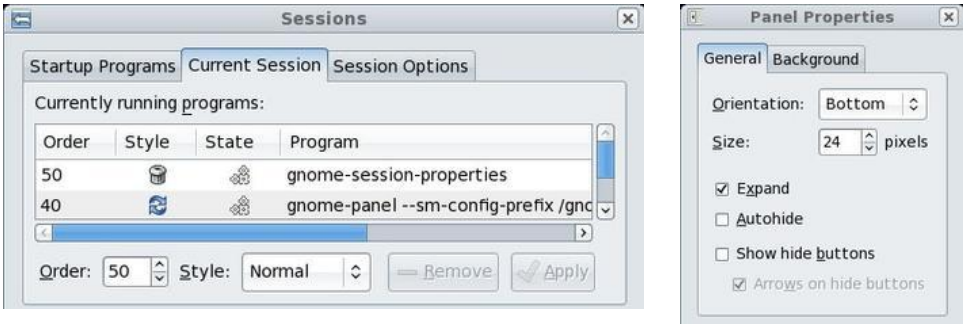 Sessions
Startup Programs Current Session Session Options
Currently running programs:
Order Style State Program
50 gnome-session-properties
40 gnome-panel --sm-config-prefix /gnc
Order: 50 Style: Normal Remove Apply
Panel Properties
General Background
Orientation: Bottom
Size: 24 pixels
Expand
Autohide
Show hide buttons
Arrows on hide buttons